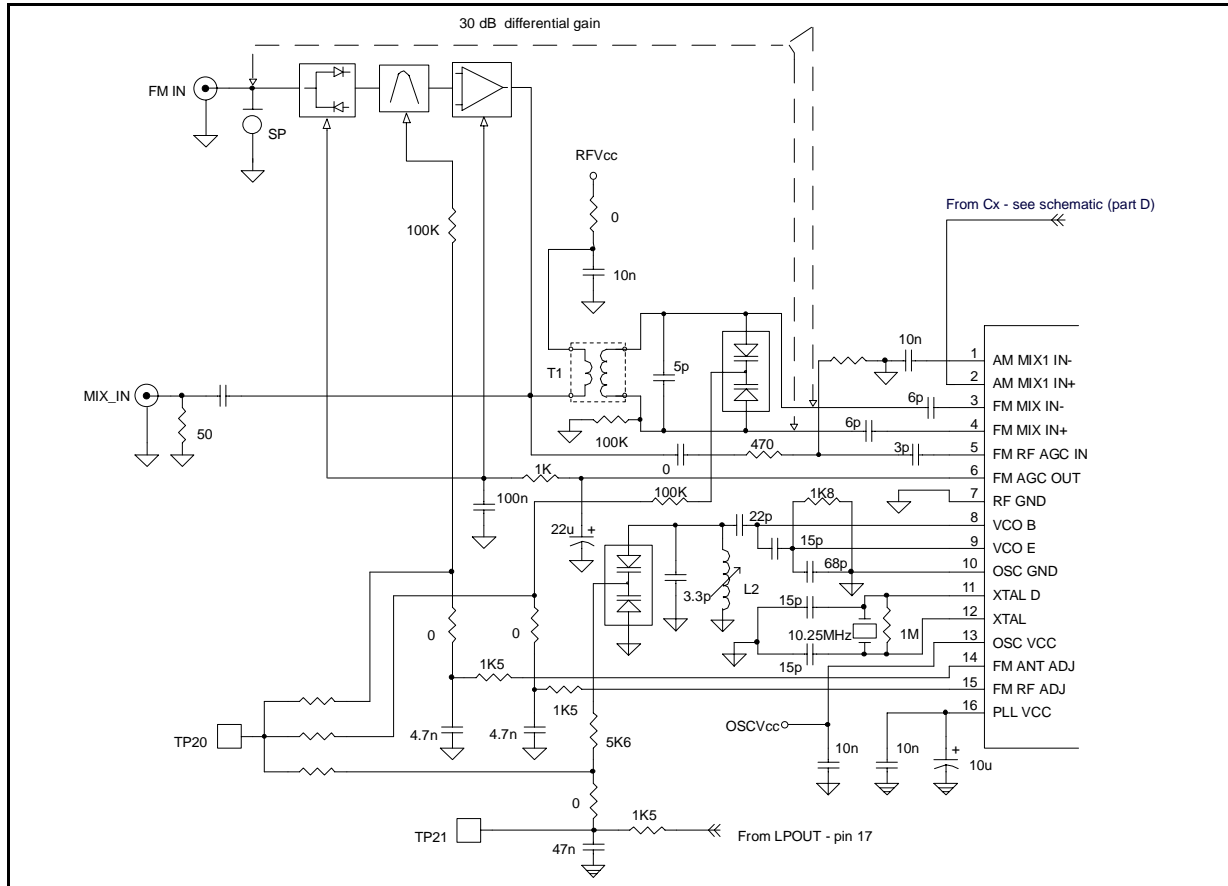 30 dB differential gain
FM IN
SP
RFVcc
0
From Cx - see schematic (part D)
100K
10n
10n
1 AM MIX1 IN-
T1
5p
2 AM MIX1 IN+
MIX_IN
6p
3 FM MIX IN-
50
100K
6p
4 FM MIX IN+
470
3p
5 FM RF AGC IN
0
1K
6 FM AGC OUT
100n
100K
1K8
7 RF GND
22u
+
22p
8 VCO B
15p
9 VCO E
68p
10 OSC GND
3.3p
L2
15p
11 XTAL D
0
0
10.25MHz
1M
12 XTAL
15p
13 OSC VCC
1K5
14 FM ANT ADJ
1K5
15 FM RF ADJ
OSCVcc
16 PLL VCC
TP20
4.7n
4.7n
5K6
10n
10n
+
10u
0
TP21
1K5
From LPOUT - pin 17
47n